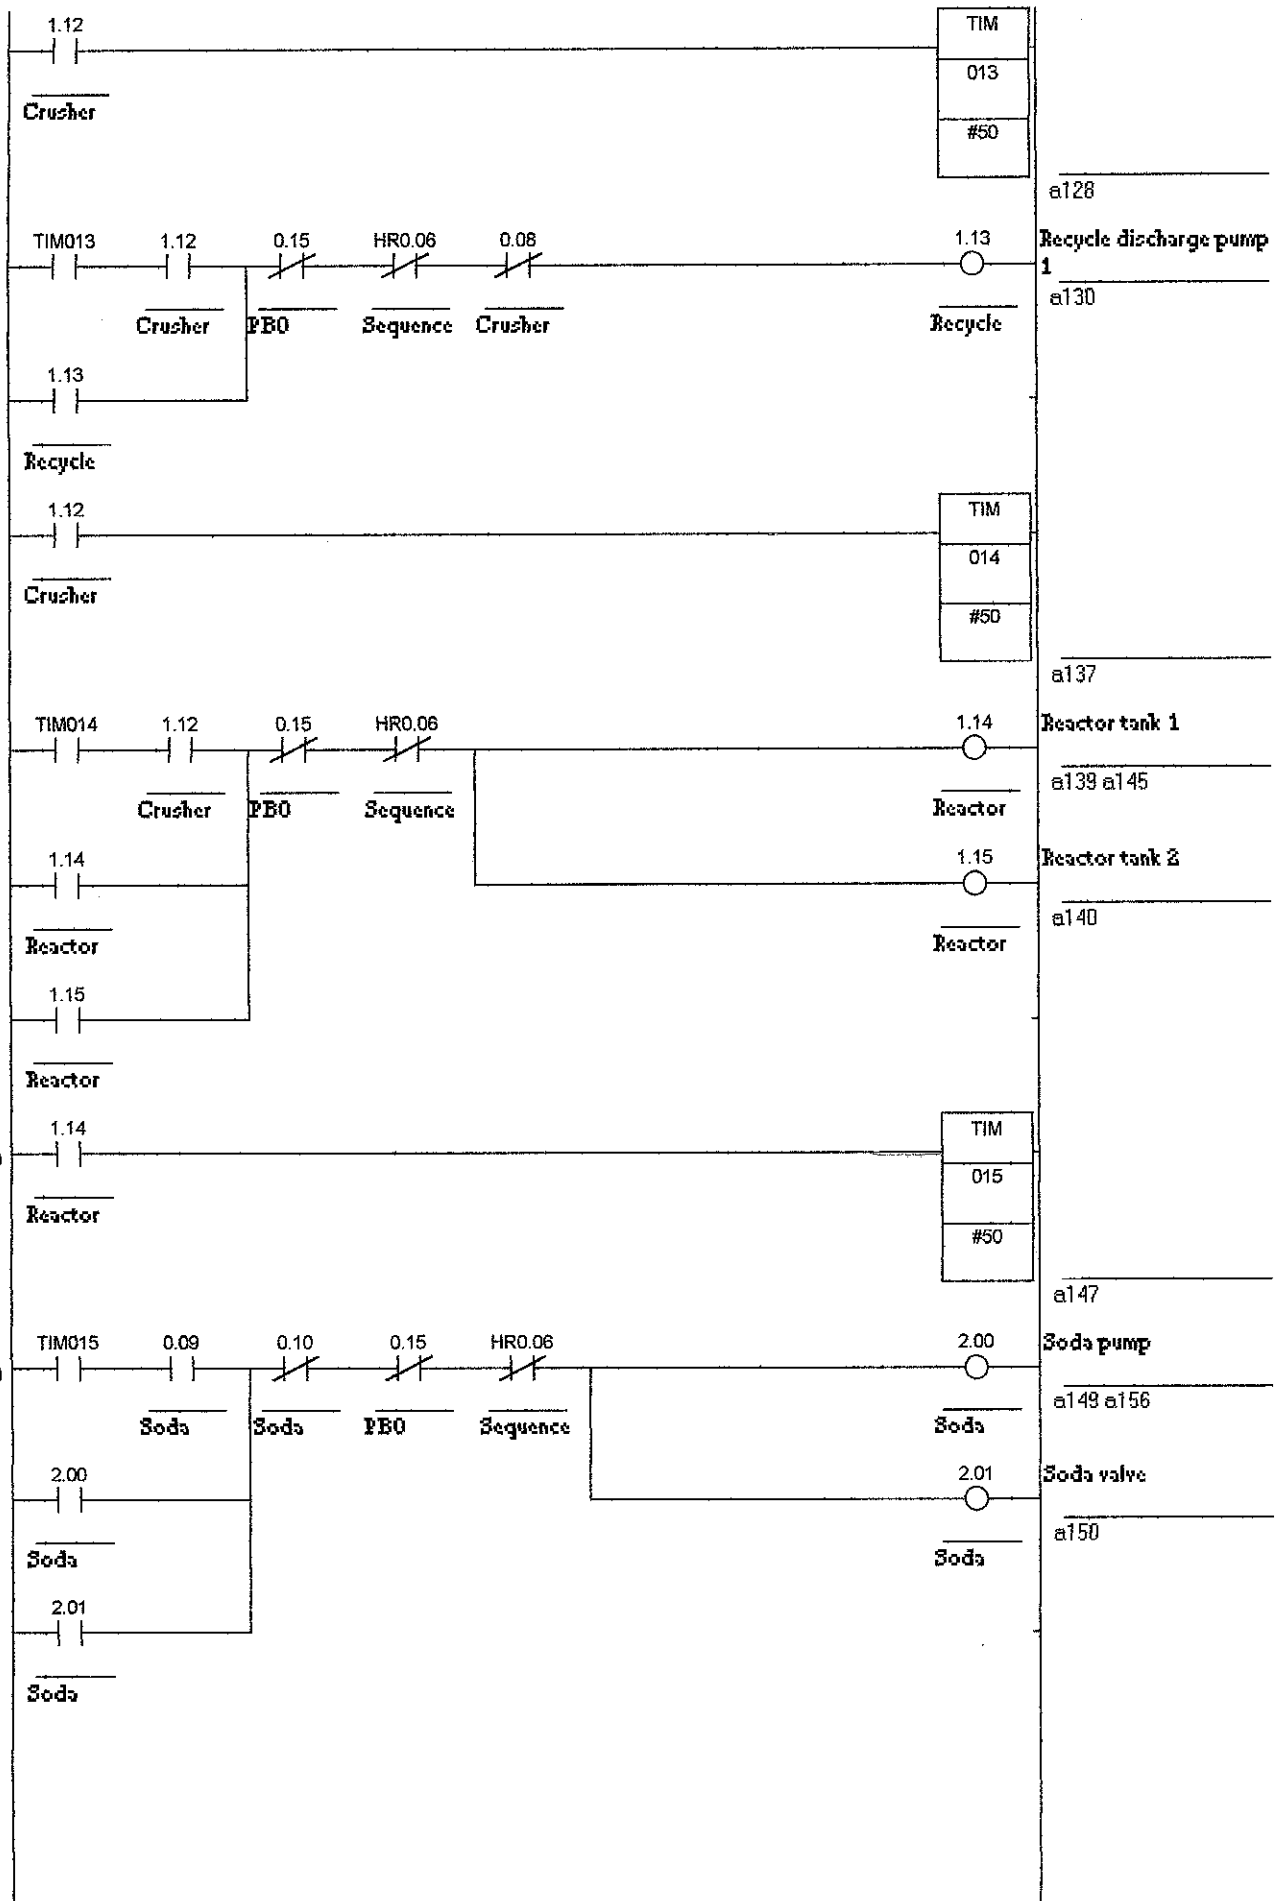 1.12
TIM
013
#50
Crusher
a128
TIM013 1.12 0.15 HR0.06 0.08 1.13 Recycle discharge pump
1
a130
Crusher PB0 Sequence Crusher Recycle
1.13
Recycle
1.12
TIM
014
#50
Crusher
a137
TIM014 1.12 0.15 HR0.06 1.14 Reactor tank 1
a139 a145
Crusher PB0 Sequence Reactor
1.14 1.15 Reactor tank 2
a140
Reactor Reactor
1.15
Reactor
1.14
TIM
015
#50
Reactor
a147
TIM015 0.09 0.10 0.15 HR0.06 2.00 Soda pump
a149 a156
Soda Soda PB0 Sequence Soda
2.00 2.01 Soda valve
a150
Soda Soda
2.01
Soda